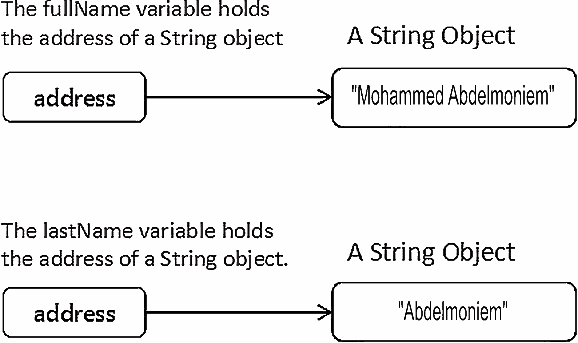 The fullName variable holds
the address of a String object
A String Object
address
"Mohammed Abdelmoniem"
The lastName variable holds
the address of a String object.
A String Object
address
"Abdelmoniem"